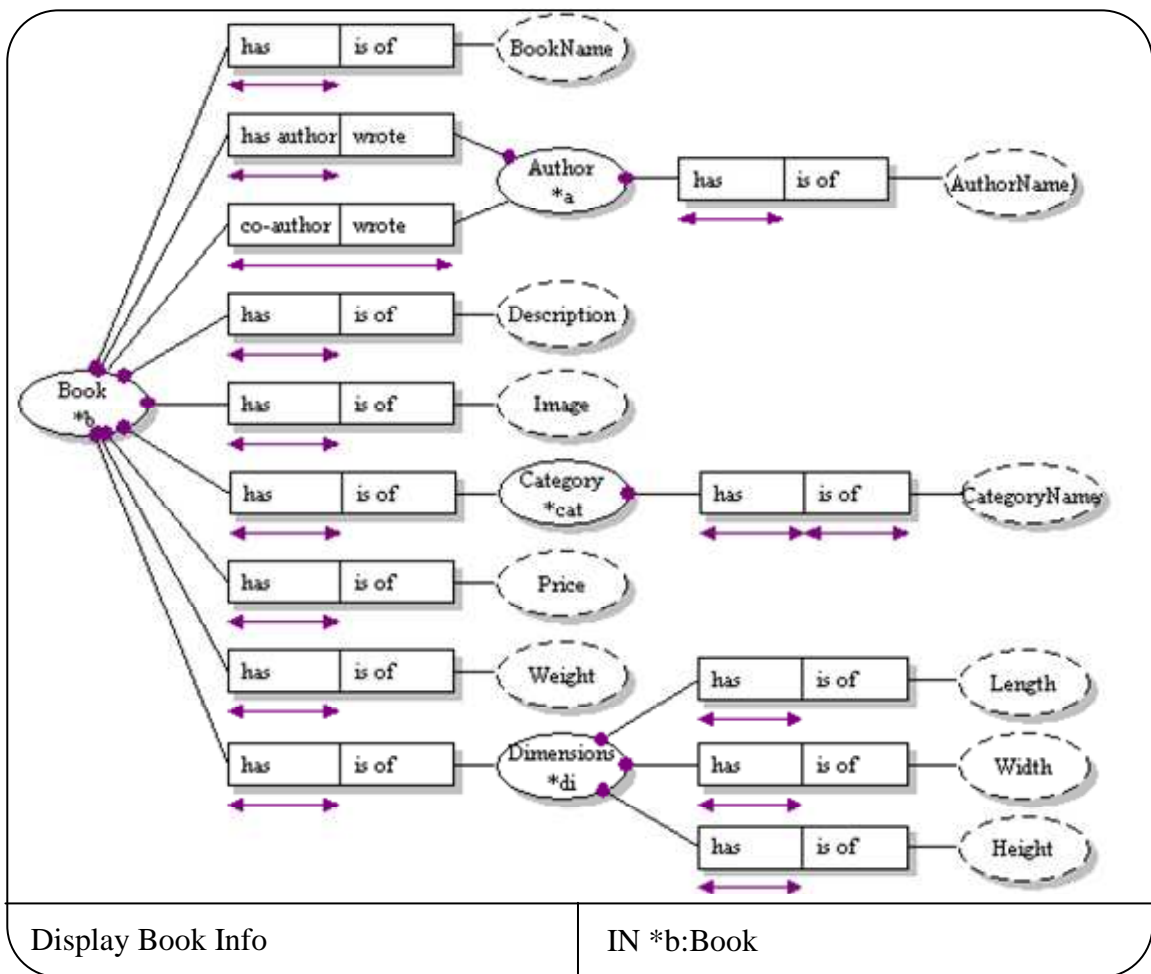 has is of BookName
has author wrote Author *a has is of AuthorName
co-author wrote
has is of Description
Book *b
has is of Image
has is of Category *cat has is of CategoryName
has is of Price
has is of Weight has is of Length
has is of Dimensions *di has is of Width
has is of Height
Display Book Info IN *b:Book